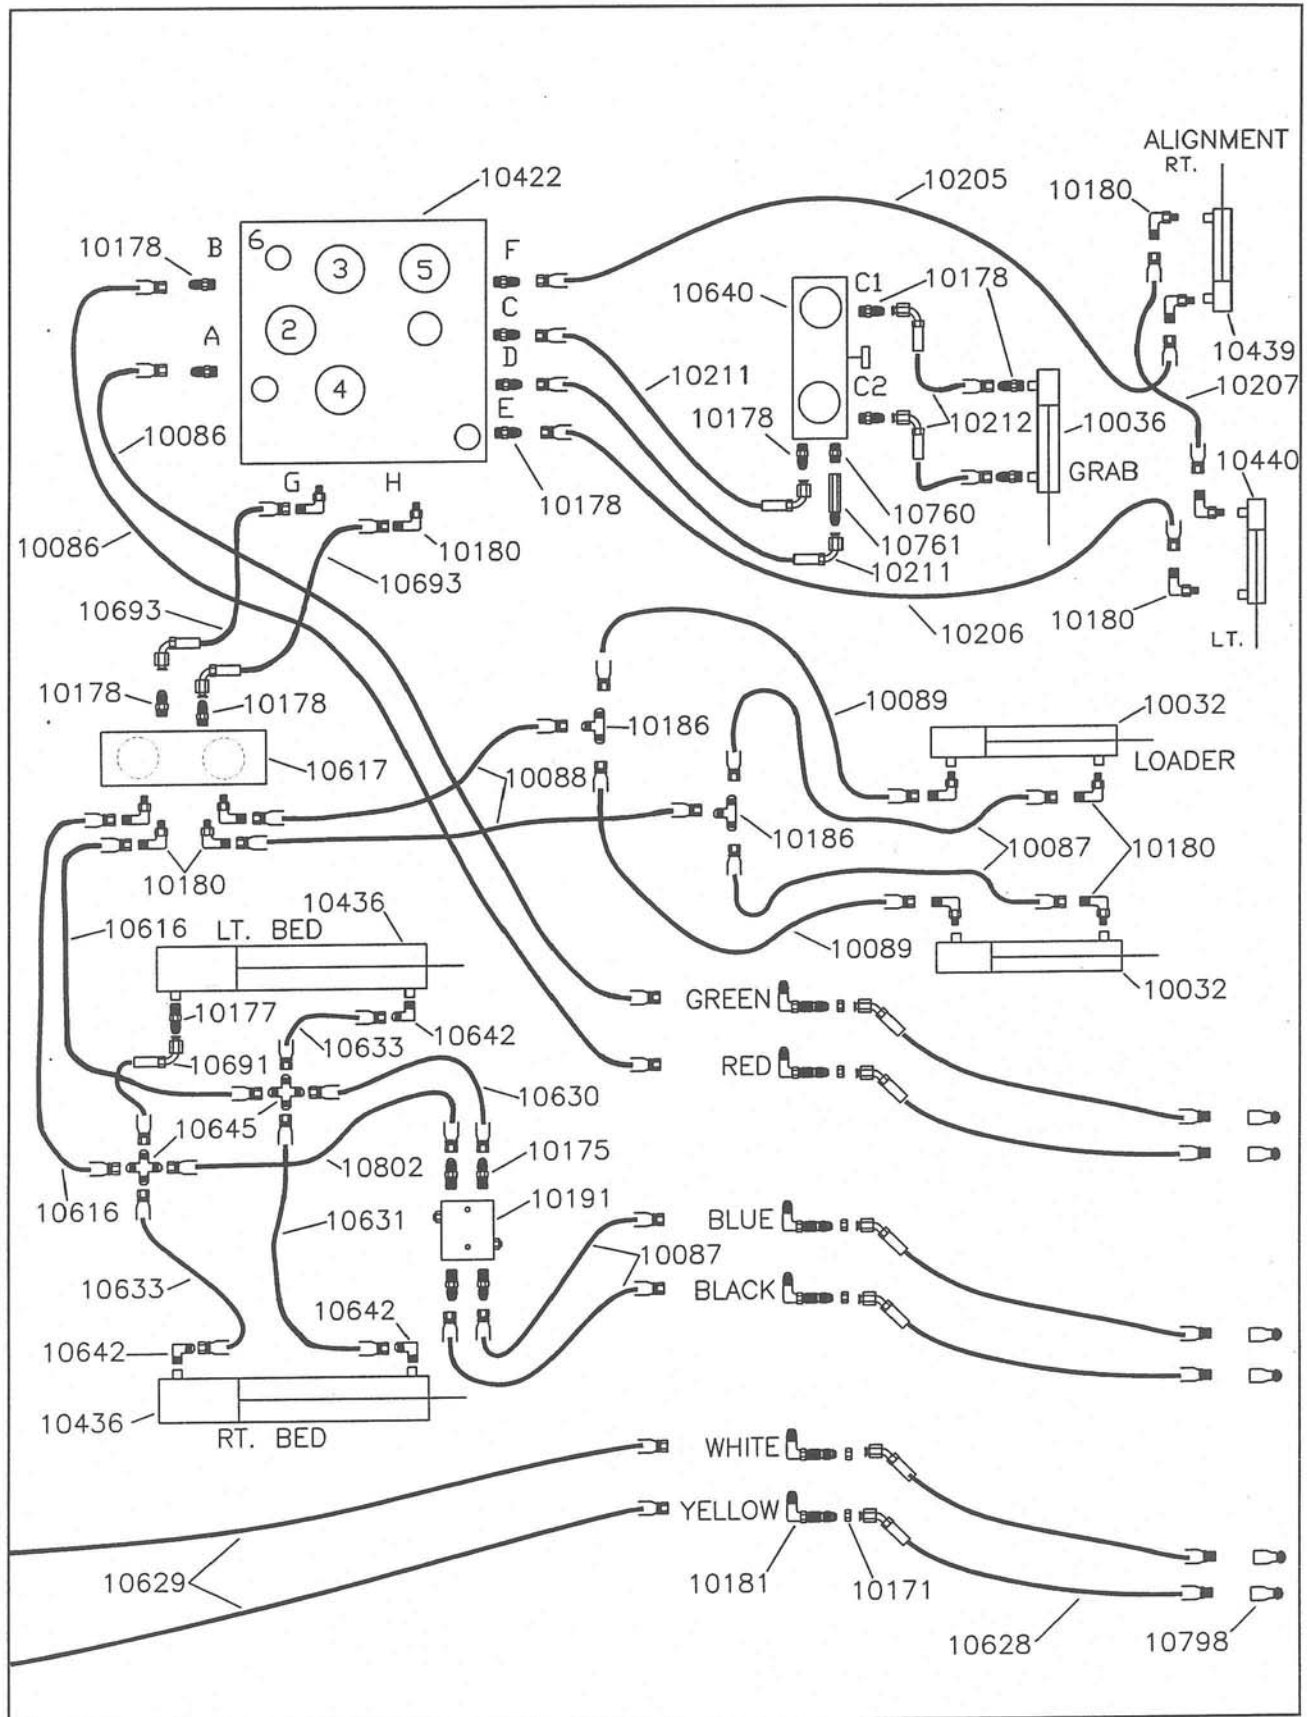 ALIGNMENT
RT.
10422
10205
10180
B
6
F
10178
3
5
C1
10178
C
10640
2
A
D
10439
4
10211
C2
10207
E
10178
10212
10036
10086
10440
G
H
GRAB
10178
10760
10086
10180
10761
10693
10211
10693
10180
10206
LT.
10178
10178
10186
10089
10032
10617
10088
LOADER
10186
10087
10180
10180
10436
10616
LT. BED
10089
10032
GREEN
10177
10633
10642
10691
RED
10630
10645
10802
10175
10616
10631
10191
BLUE
10087
10633
BLACK
10642
10642
10436
RT. BED
WHITE
YELLOW
10629
10181
10171
10628
10798